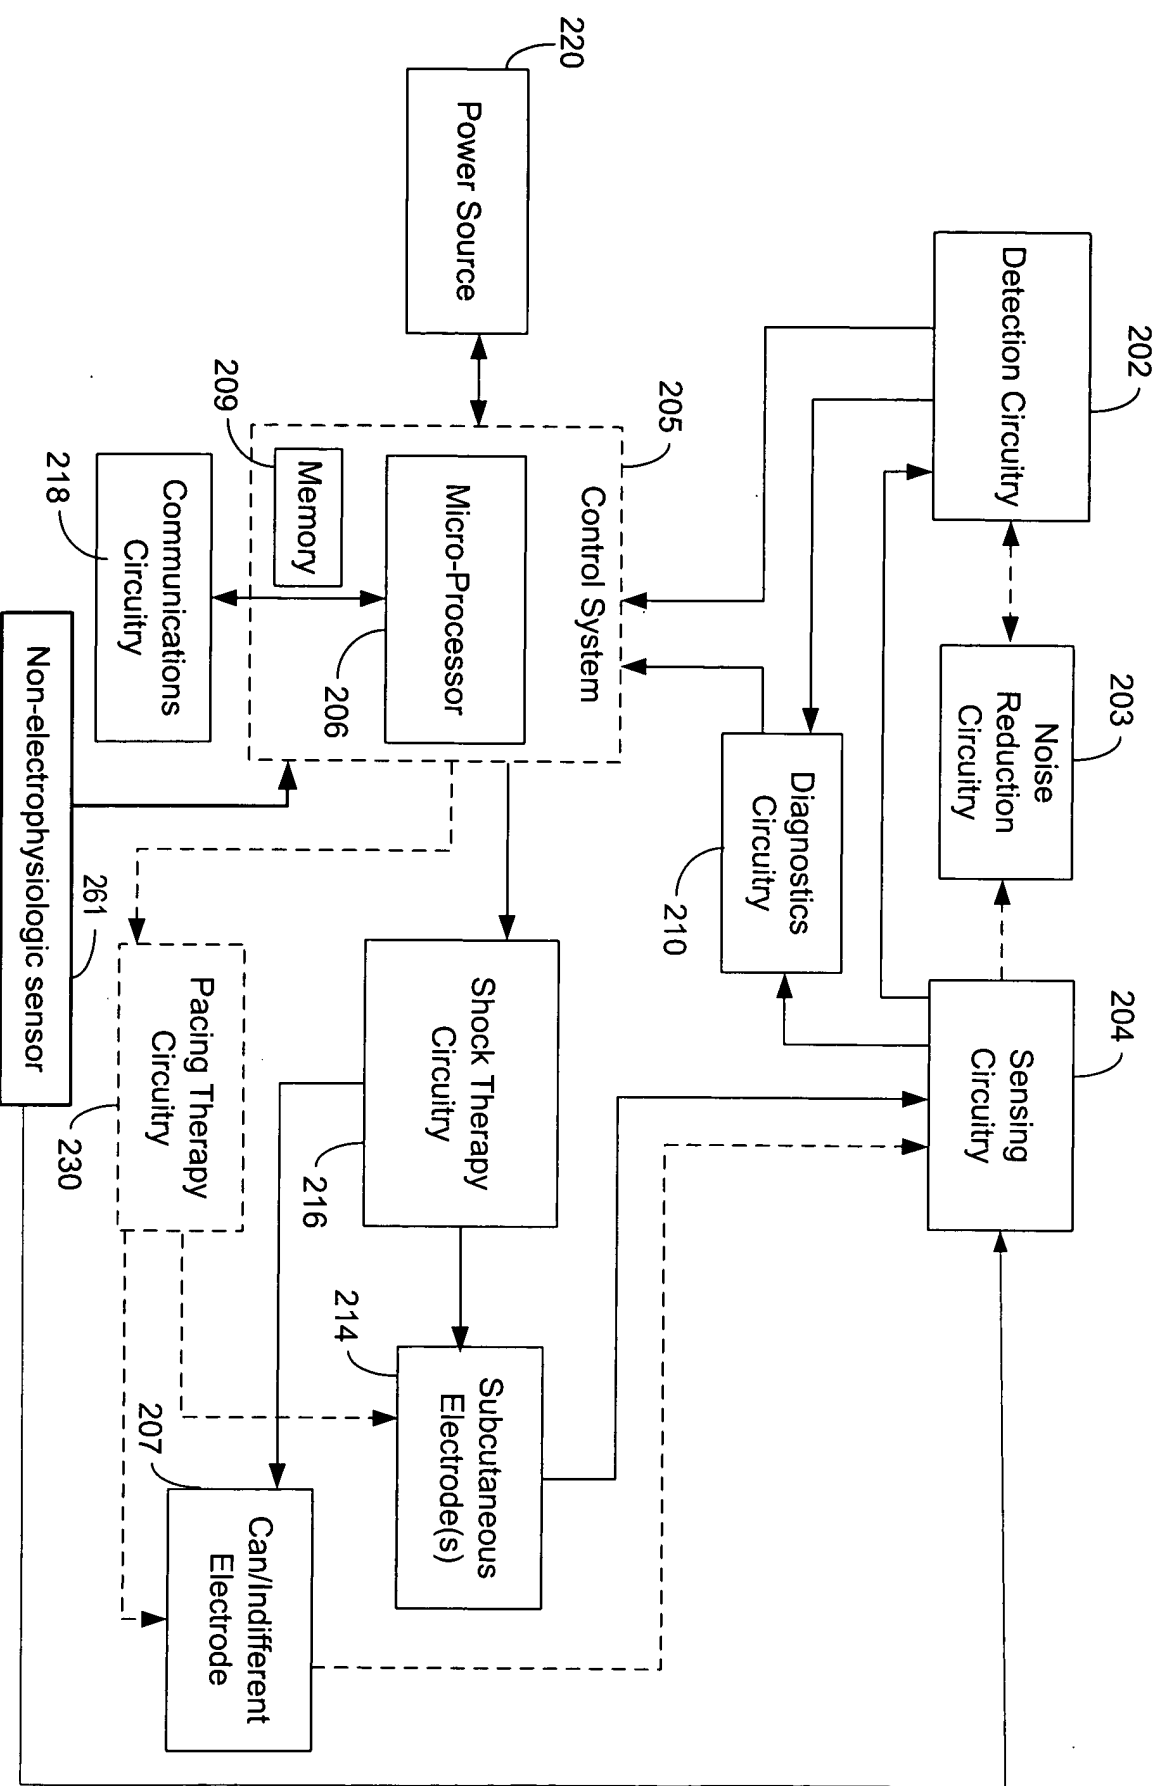 202
Detection Circuitry
203
Noise
Reduction
Circuitry
204
Sensing
Circuitry
205
Control System
Diagnostics
Circuitry
210
220
Power Source
Micro-Processor
206
209
Memory
Shock Therapy
Circuitry
216
Subcutaneous
Electrode(s)
214
218
Communications
Circuitry
Pacing Therapy
Circuitry
230
Can/Indifferent
Electrode
207
Non-electrophysiologic sensor
261